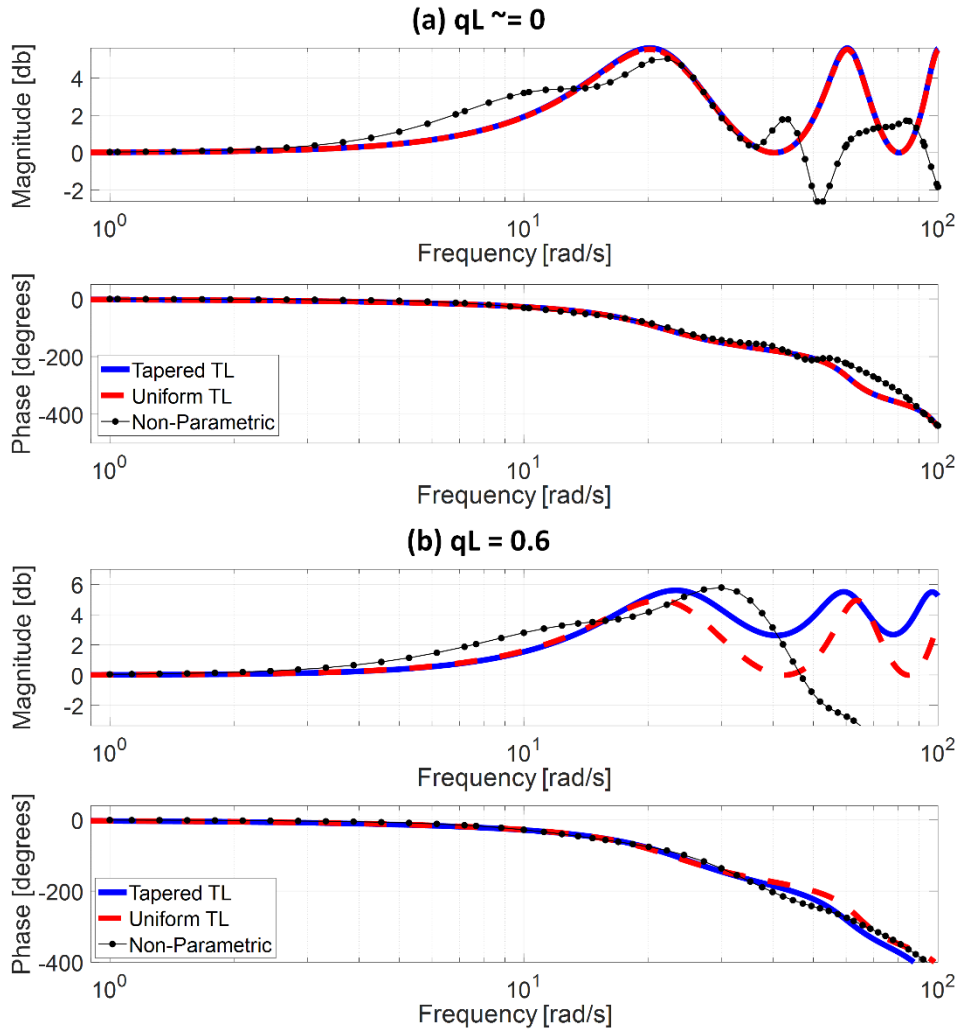 (a) qL ~= 0
Magnitude [db]
4
2
0
-2
10^0
10^1
10^2
Frequency [rad/s]
Phase [degrees]
0
-200
-400
Tapered TL
Uniform TL
Non-Parametric
10^0
10^1
10^2
Frequency [rad/s]
(b) qL = 0.6
Magnitude [db]
6
4
2
0
-2
10^0
10^1
10^2
Frequency [rad/s]
Phase [degrees]
0
-200
-400
Tapered TL
Uniform TL
Non-Parametric
10^0
10^1
10^2
Frequency [rad/s]